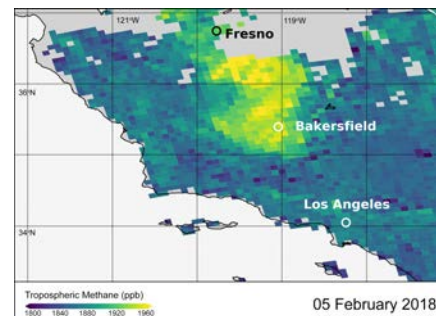 121°W
119°W
Fresno
36°N
Bakersfield
Los Angeles
34°N
Tropospheric Methane (ppb)
1800 1840 1880 1920 1960
05 February 2018